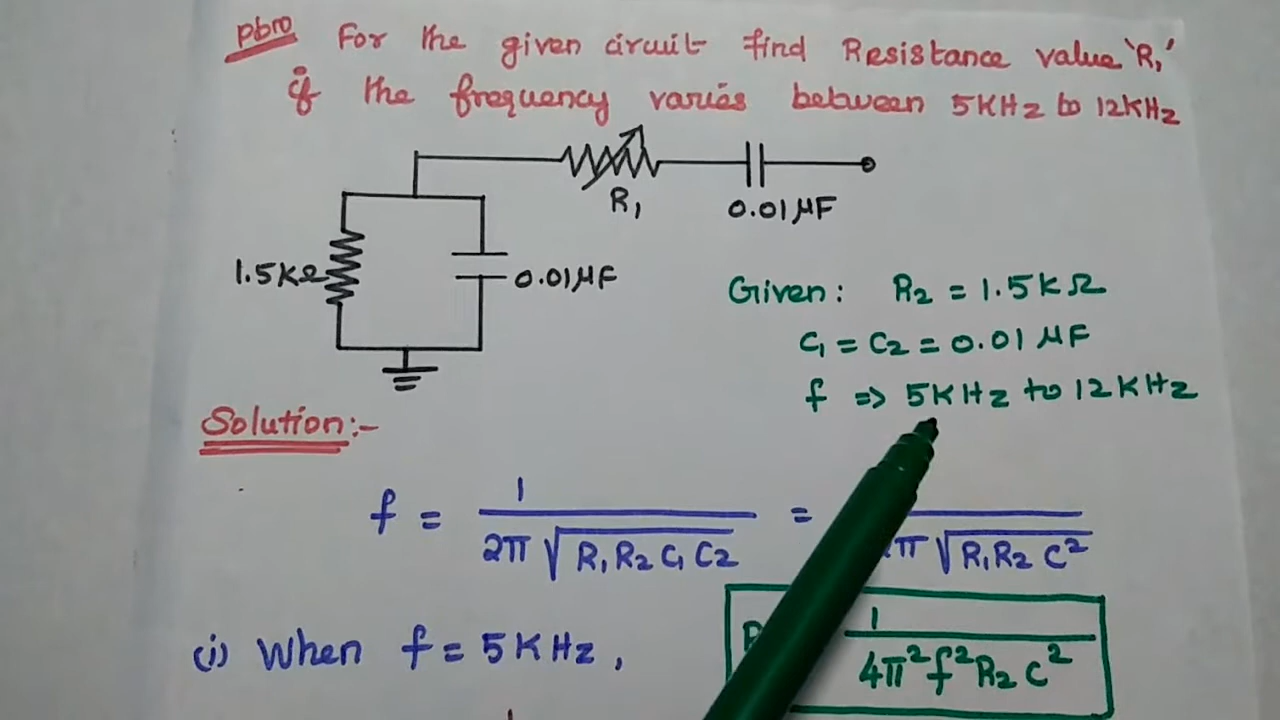 pbm For the given circuit find Resistance value 'R₁'
if the frequency varies between 5KHz to 12KHz
R₁
0.01μF
1.5kΩ
0.01μF
Given: R₂ = 1.5kΩ
C₁ = C₂ = 0.01 μF
f => 5KHz to 12KHz
Solution:-
f = 1 / 2π √R₁R₂C₁C₂ = π √R₁R₂C²
1 / 4π²f²R₂C²
(i) When f = 5KHz,